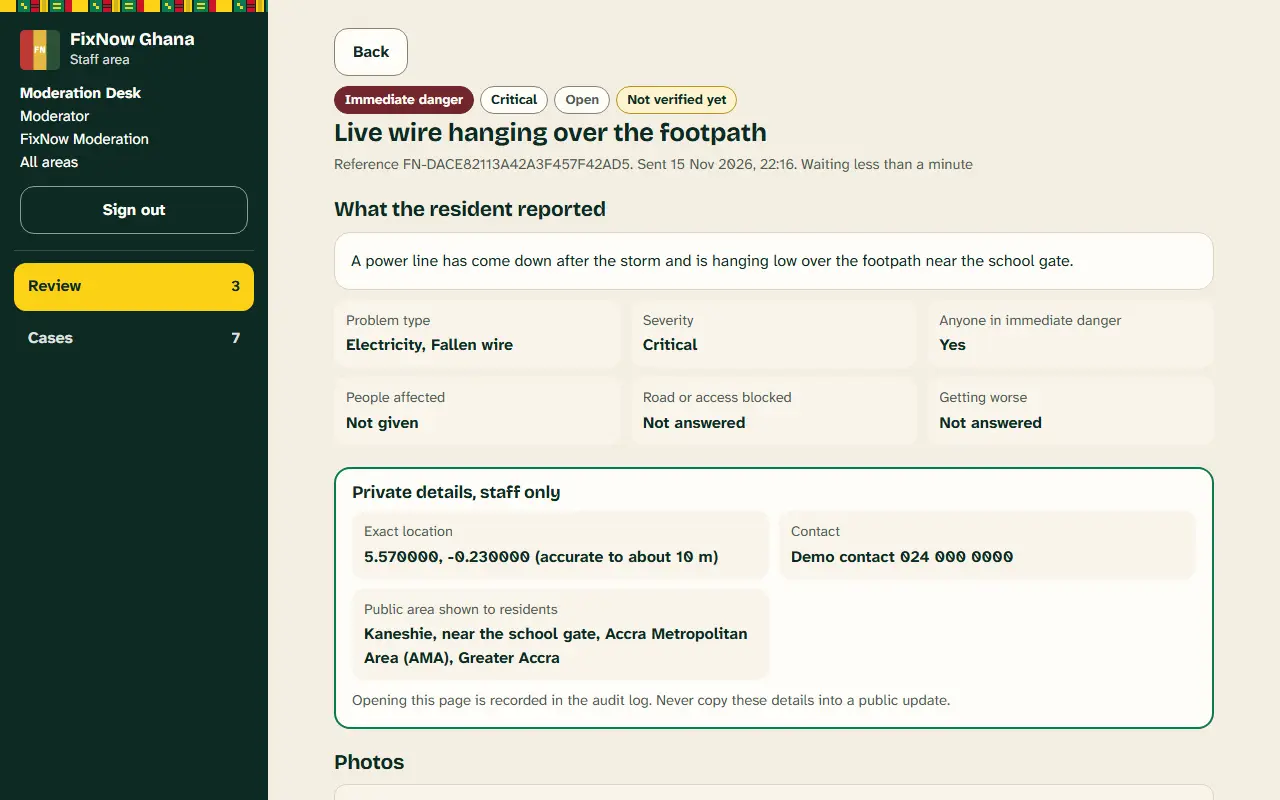 FN
FixNow Ghana
Staff area
Moderation Desk
Moderator
FixNow Moderation
All areas
Sign out
Review 3
Cases 7
Back
Immediate danger Critical Open Not verified yet
Live wire hanging over the footpath
Reference FN-DACE82113A42A3F457F42AD5. Sent 15 Nov 2026, 22:16. Waiting less than a minute
What the resident reported
A power line has come down after the storm and is hanging low over the footpath near the school gate.
Problem type
Electricity, Fallen wire
Severity
Critical
Anyone in immediate danger
Yes
People affected
Not given
Road or access blocked
Not answered
Getting worse
Not answered
Private details, staff only
Exact location
5.570000, -0.230000 (accurate to about 10 m)
Contact
Demo contact 024 000 0000
Public area shown to residents
Kaneshie, near the school gate, Accra Metropolitan
Area (AMA), Greater Accra
Opening this page is recorded in the audit log. Never copy these details into a public update.
Photos